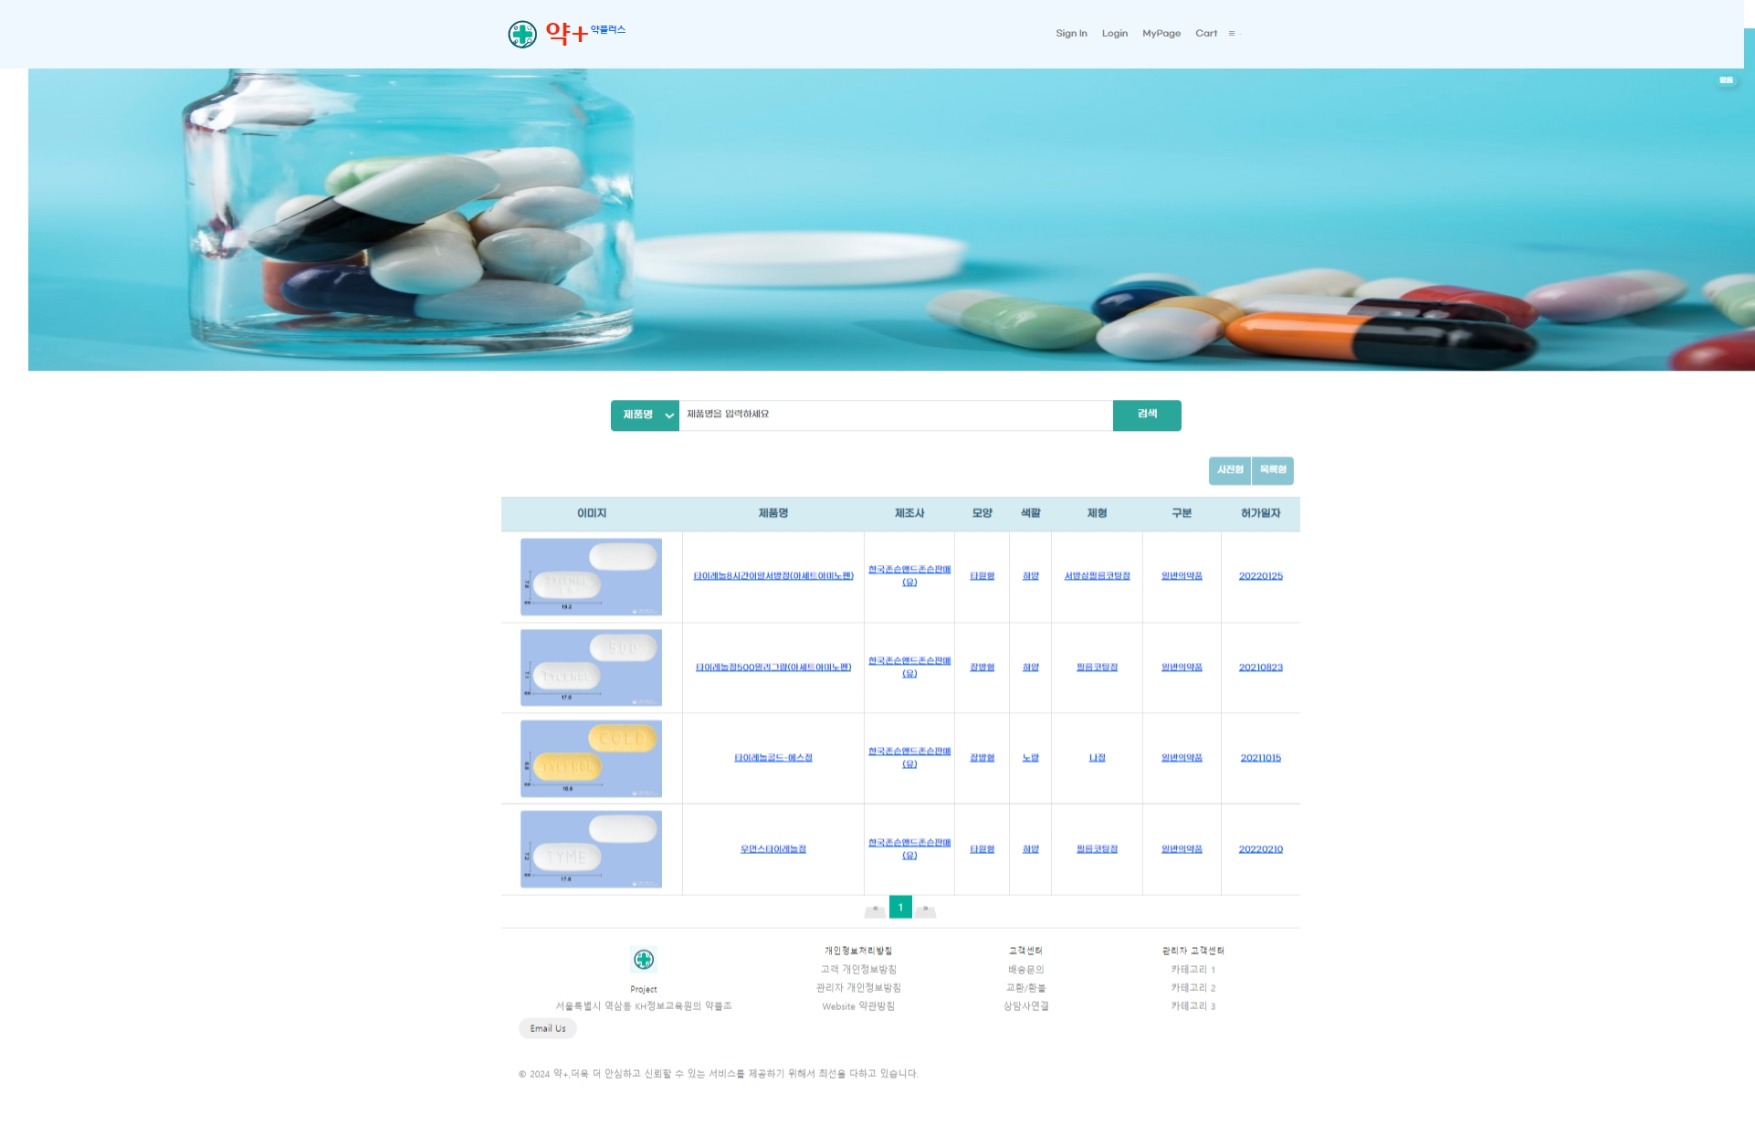 약+ 약플러스
Sign In Login MyPage Cart ≡
제품명 제품명을 입력하세요 검색
사진형 목록형
이미지 제품명 제조사 모양 색깔 제형 구분 허가일자
타이레놀8시간이알서방정(아세트아미노펜) 한국존슨앤드존슨판매(유) 타원형 하양 서방성필름코팅정 일반의약품 20220125
19.2
타이레놀정500밀리그람(아세트아미노펜) 한국존슨앤드존슨판매(유) 장방형 하양 필름코팅정 일반의약품 20210823
500
TYLENOL
17.6
타이레놀콜드-에스정 한국존슨앤드존슨판매(유) 장방형 노랑 나정 일반의약품 20211015
COLD
TYLENOL
우먼스타이레놀정 한국존슨앤드존슨판매(유) 타원형 하양 필름코팅정 일반의약품 20220210
TYME
7.2
17.6
« 1 »
개인정보처리방침 고객센터 관리자 고객센터
고객 개인정보방침 배송문의 카테고리 1
Project 관리자 개인정보방침 교환/환불 카테고리 2
서울특별시 역삼동 KH정보교육원의 약플조 Website 약관방침 상담사연결 카테고리 3
Email Us
© 2024 약+.더욱 더 안심하고 신뢰할 수 있는 서비스를 제공하기 위해서 최선을 다하고 있습니다.